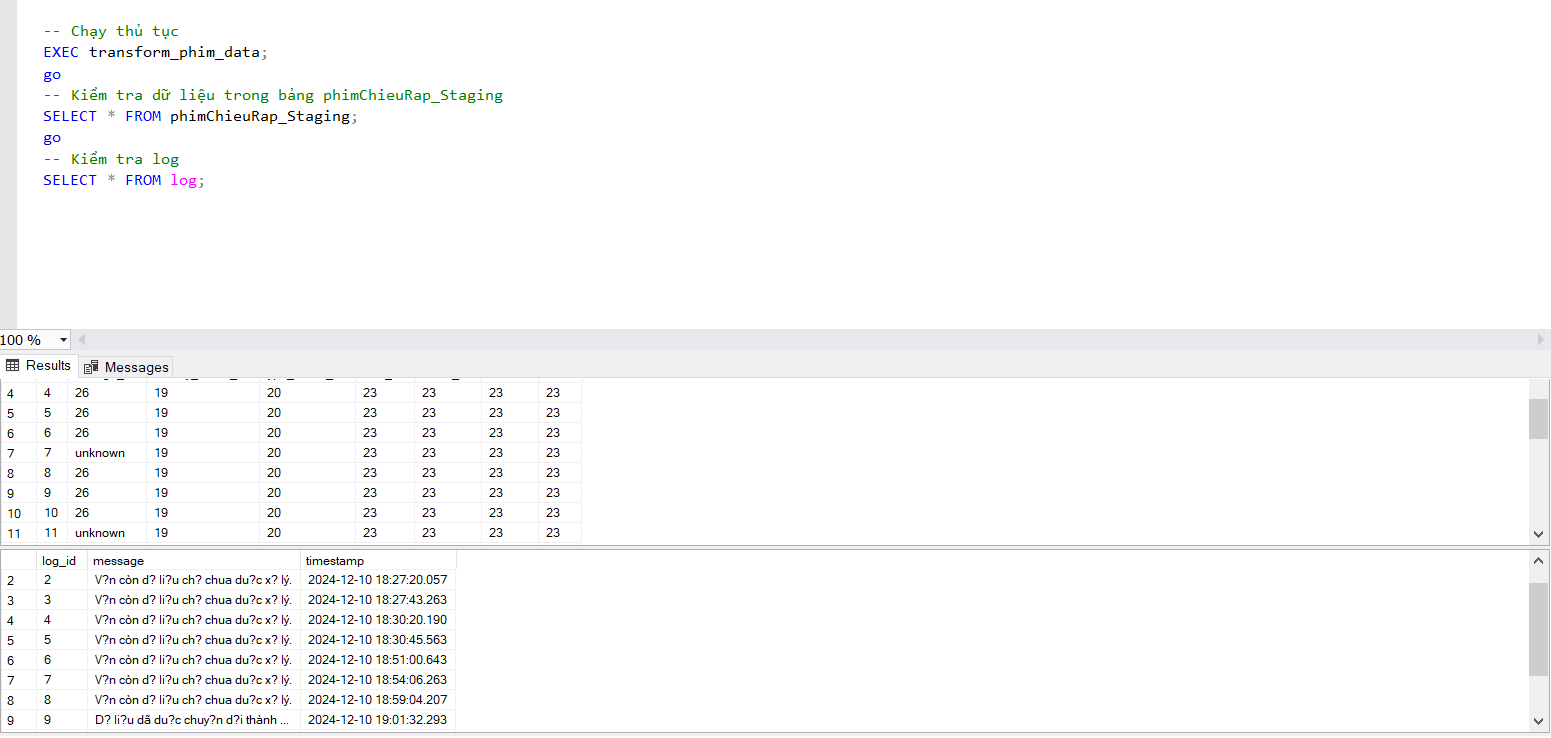 -- Chạy thủ tục
EXEC transform_phim_data;
go
-- Kiểm tra dữ liệu trong bảng phimChieuRap_Staging
SELECT * FROM phimChieuRap_Staging;
go
-- Kiểm tra log
SELECT * FROM log;
100 %
Results Messages
4 4 26 19 20 23 23 23 23
5 5 26 19 20 23 23 23 23
6 6 26 19 20 23 23 23 23
7 7 unknown 19 20 23 23 23 23
8 8 26 19 20 23 23 23 23
9 9 26 19 20 23 23 23 23
10 10 26 19 20 23 23 23 23
11 11 unknown 19 20 23 23 23 23
log_id message timestamp
2 2 V?n còn d? li?u ch? chua du?c x? lý. 2024-12-10 18:27:20.057
3 3 V?n còn d? li?u ch? chua du?c x? lý. 2024-12-10 18:27:43.263
4 4 V?n còn d? li?u ch? chua du?c x? lý. 2024-12-10 18:30:20.190
5 5 V?n còn d? li?u ch? chua du?c x? lý. 2024-12-10 18:30:45.563
6 6 V?n còn d? li?u ch? chua du?c x? lý. 2024-12-10 18:51:00.643
7 7 V?n còn d? li?u ch? chua du?c x? lý. 2024-12-10 18:54:06.263
8 8 V?n còn d? li?u ch? chua du?c x? lý. 2024-12-10 18:59:04.207
9 9 D? li?u dã du?c chuy?n d?i thành ... 2024-12-10 19:01:32.293